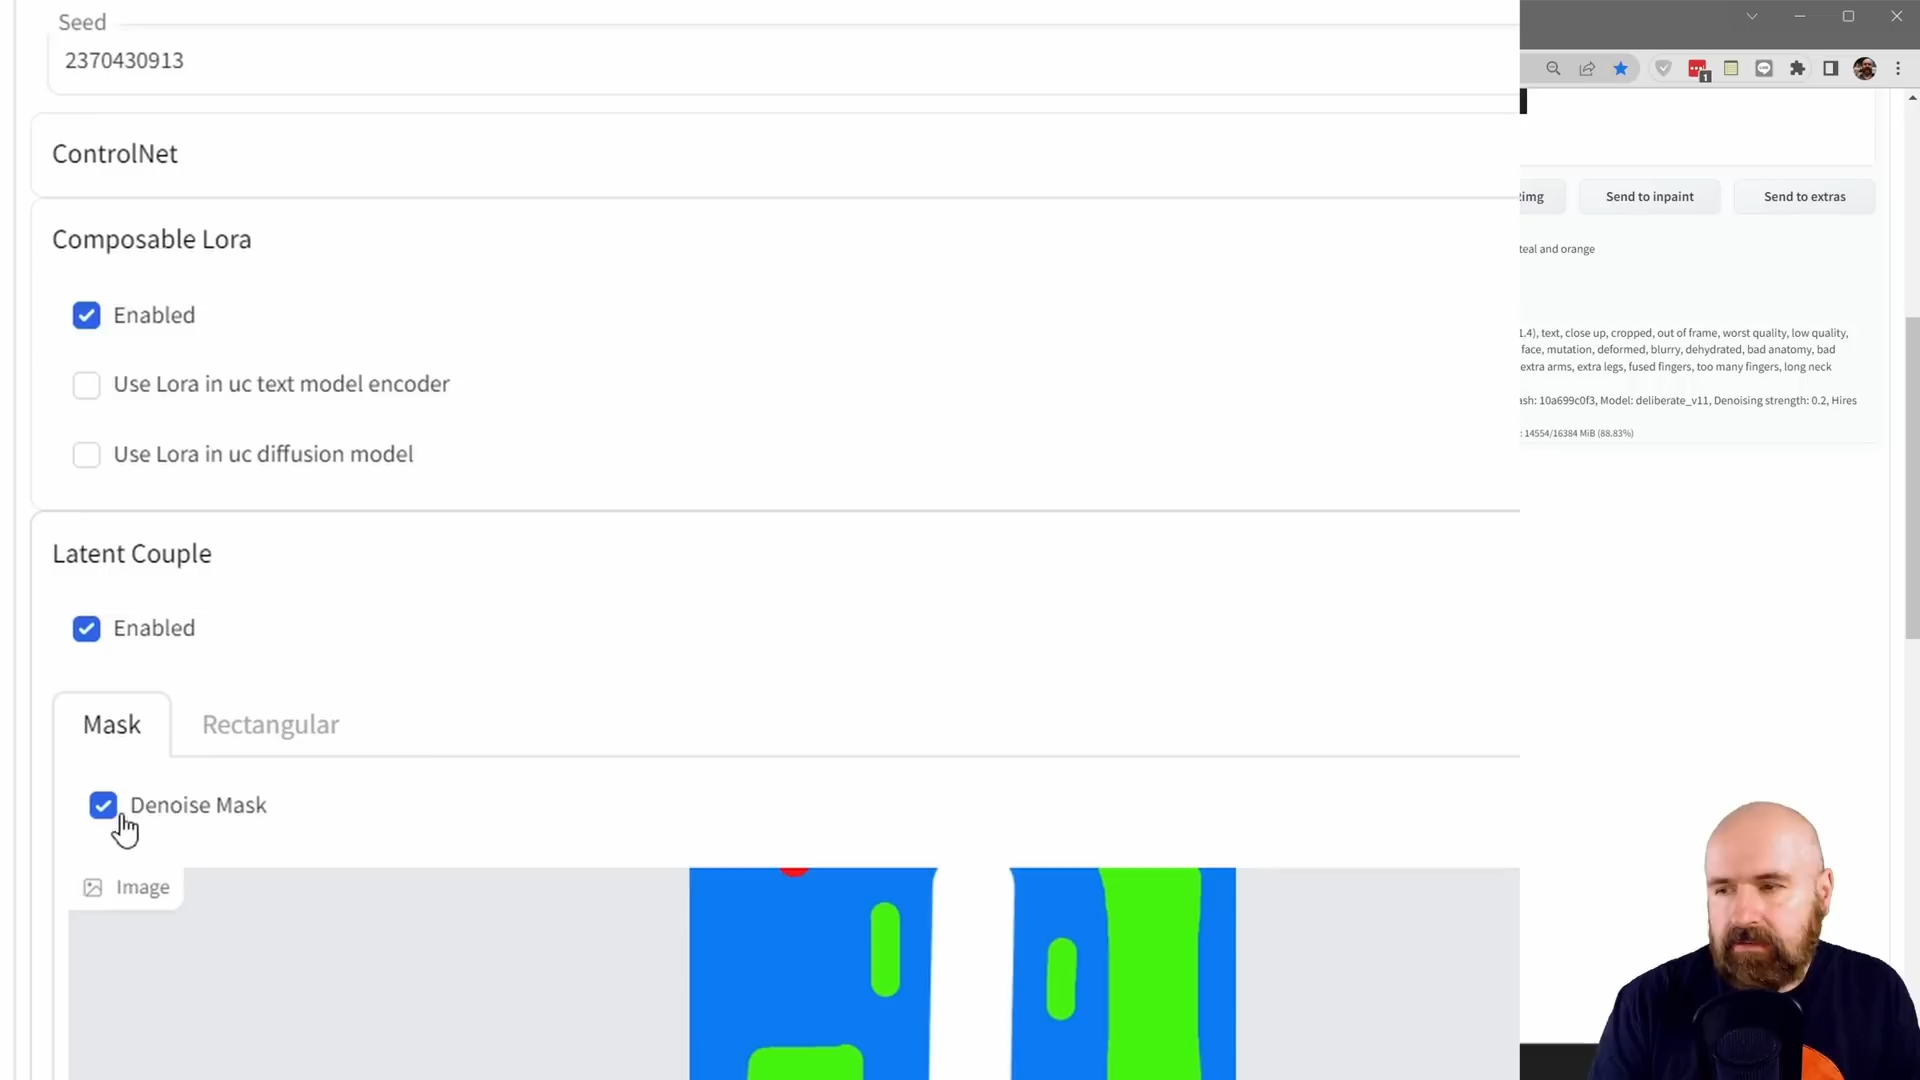 Seed
2370430913
ControlNet
Composable Lora
Enabled
Use Lora in uc text model encoder
Use Lora in uc diffusion model
Latent Couple
Enabled
Mask
Rectangular
Denoise Mask
Image
1
Send to inpaint
Send to extras
teal and orange
1.4), text, close up, cropped, out of frame, worst quality, low quality,
face, mutation, deformed, blurry, dehydrated, bad anatomy, bad
extra arms, extra legs, fused fingers, too many fingers, long neck
ash: 10a699c0f3, Model: deliberate_v11, Denoising strength: 0.2, Hires
: 14554/16384 MiB (88.83%)